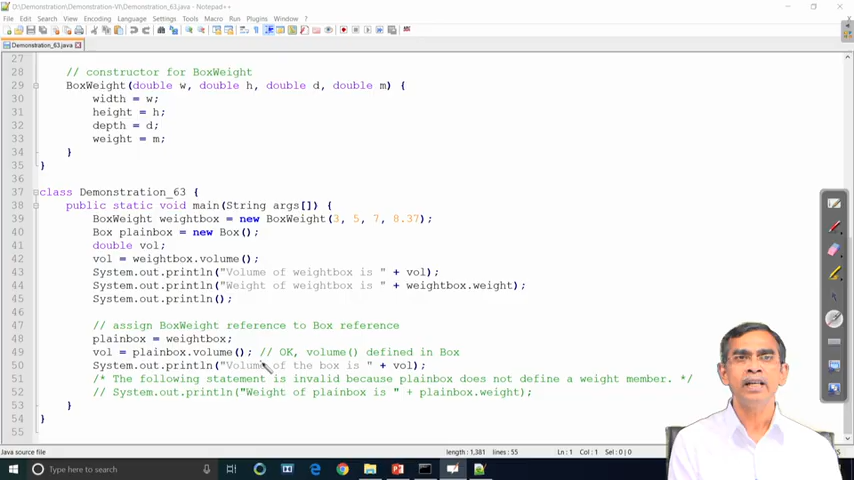 D:\Demonstration\Demonstration-VI\Demonstration_63.java - Notepad++
File Edit Search View Encoding Language Settings Tools Macro Run Plugins Window ?
Demonstration_63.java
27
28 // constructor for BoxWeight
29 BoxWeight(double w, double h, double d, double m) {
30 width = w;
31 height = h;
32 depth = d;
33 weight = m;
34 }
35 }
36
37 class Demonstration_63 {
38 public static void main(String args[]) {
39 BoxWeight weightbox = new BoxWeight(3, 5, 7, 8.37);
40 Box plainbox = new Box();
41 double vol;
42 vol = weightbox.volume();
43 System.out.println("Volume of weightbox is " + vol);
44 System.out.println("Weight of weightbox is " + weightbox.weight);
45 System.out.println();
46
47 // assign BoxWeight reference to Box reference
48 plainbox = weightbox;
49 vol = plainbox.volume(); // OK, volume() defined in Box
50 System.out.println("Volume of the box is " + vol);
51 /* The following statement is invalid because plainbox does not define a weight member. */
52 // System.out.println("Weight of plainbox is " + plainbox.weight);
53 }
54 }
55
Java source file length : 1,381 lines : 55 Ln : 1 Col : 1 Sel : 0 | 0
Type here to search